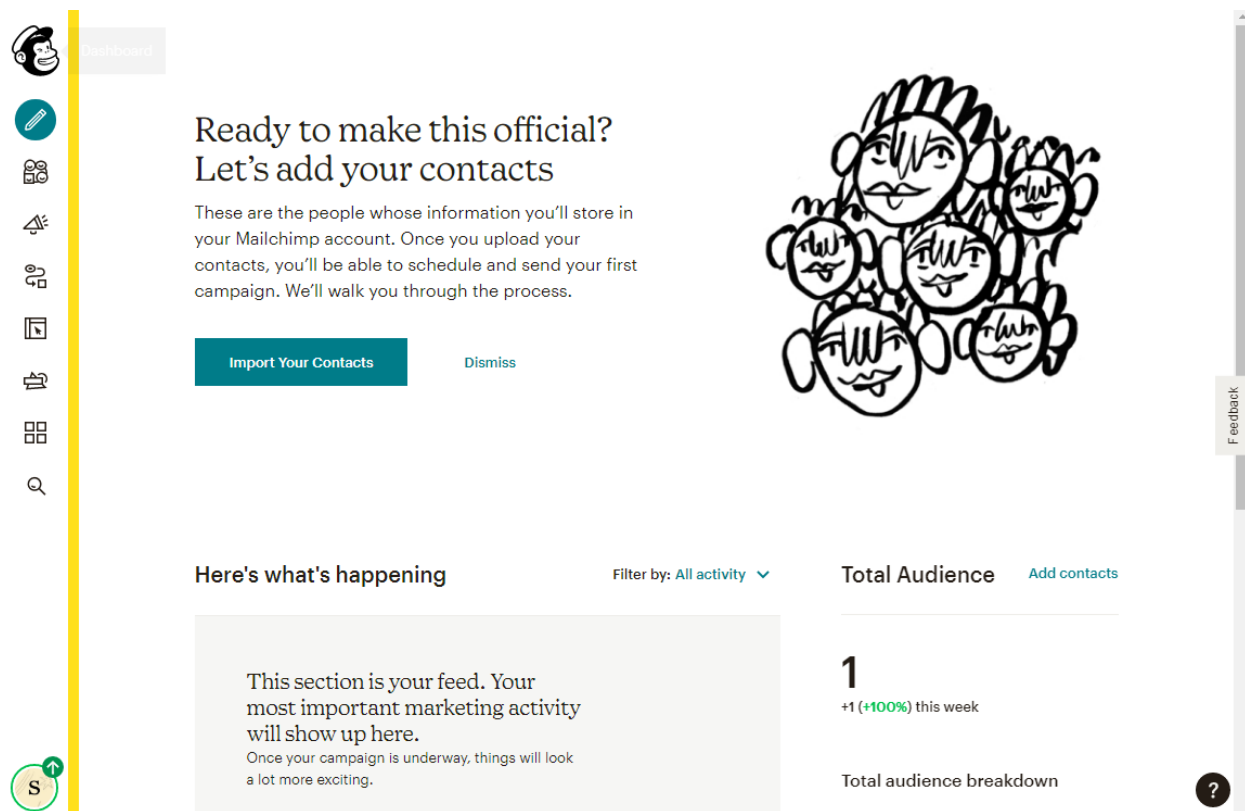 Dashboard
Ready to make this official?
Let's add your contacts
These are the people whose information you'll store in
your Mailchimp account. Once you upload your
contacts, you'll be able to schedule and send your first
campaign. We'll walk you through the process.
Import Your Contacts
Dismiss
Feedback
Here's what's happening
Filter by: All activity
This section is your feed. Your
most important marketing activity
will show up here.
Once your campaign is underway, things will look
a lot more exciting.
Total Audience
Add contacts
1
+1 (+100%) this week
Total audience breakdown
S
?